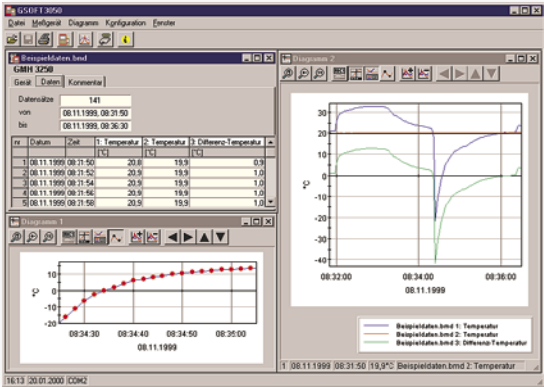 GSOFT3050
Datei Meßgerät Diagramm Konfiguration Fenster
Beispieldaten.bmd
GMH 3250
Gerät Daten Kommentar
Datensätze 141
von 08.11.1999, 08:31:50
bis 08.11.1999, 08:36:30
nr Datum Zeit 1: Temperatur 2: Temperatur 3: Differenz-Temperatur
[°C] [°C] [°C]
1 08.11.1999 08:31:50 20,8 19,9 0,9
2 08.11.1999 08:31:52 20,9 19,9 1,0
3 08.11.1999 08:31:54 20,9 19,9 1,0
4 08.11.1999 08:31:56 20,9 19,9 1,0
5 08.11.1999 08:31:58 20,9 19,9 1,0
Diagramm 1
10
0
-10
-20
°C
08:34:30 08:34:40 08:34:50 08:35:00
08.11.1999
Diagramm 2
30
20
10
0
-10
-20
-30
-40
°C
08:32:00 08:34:00 08:36:00
08.11.1999
Beispieldaten.bmd 1: Temperatur
Beispieldaten.bmd 2: Temperatur
Beispieldaten.bmd 3: Differenz-Temperatur
1 08.11.1999 08:31:50 19,9°C Beispieldaten.bmd 2: Temperatur
16:13 20.01.2000 COM2